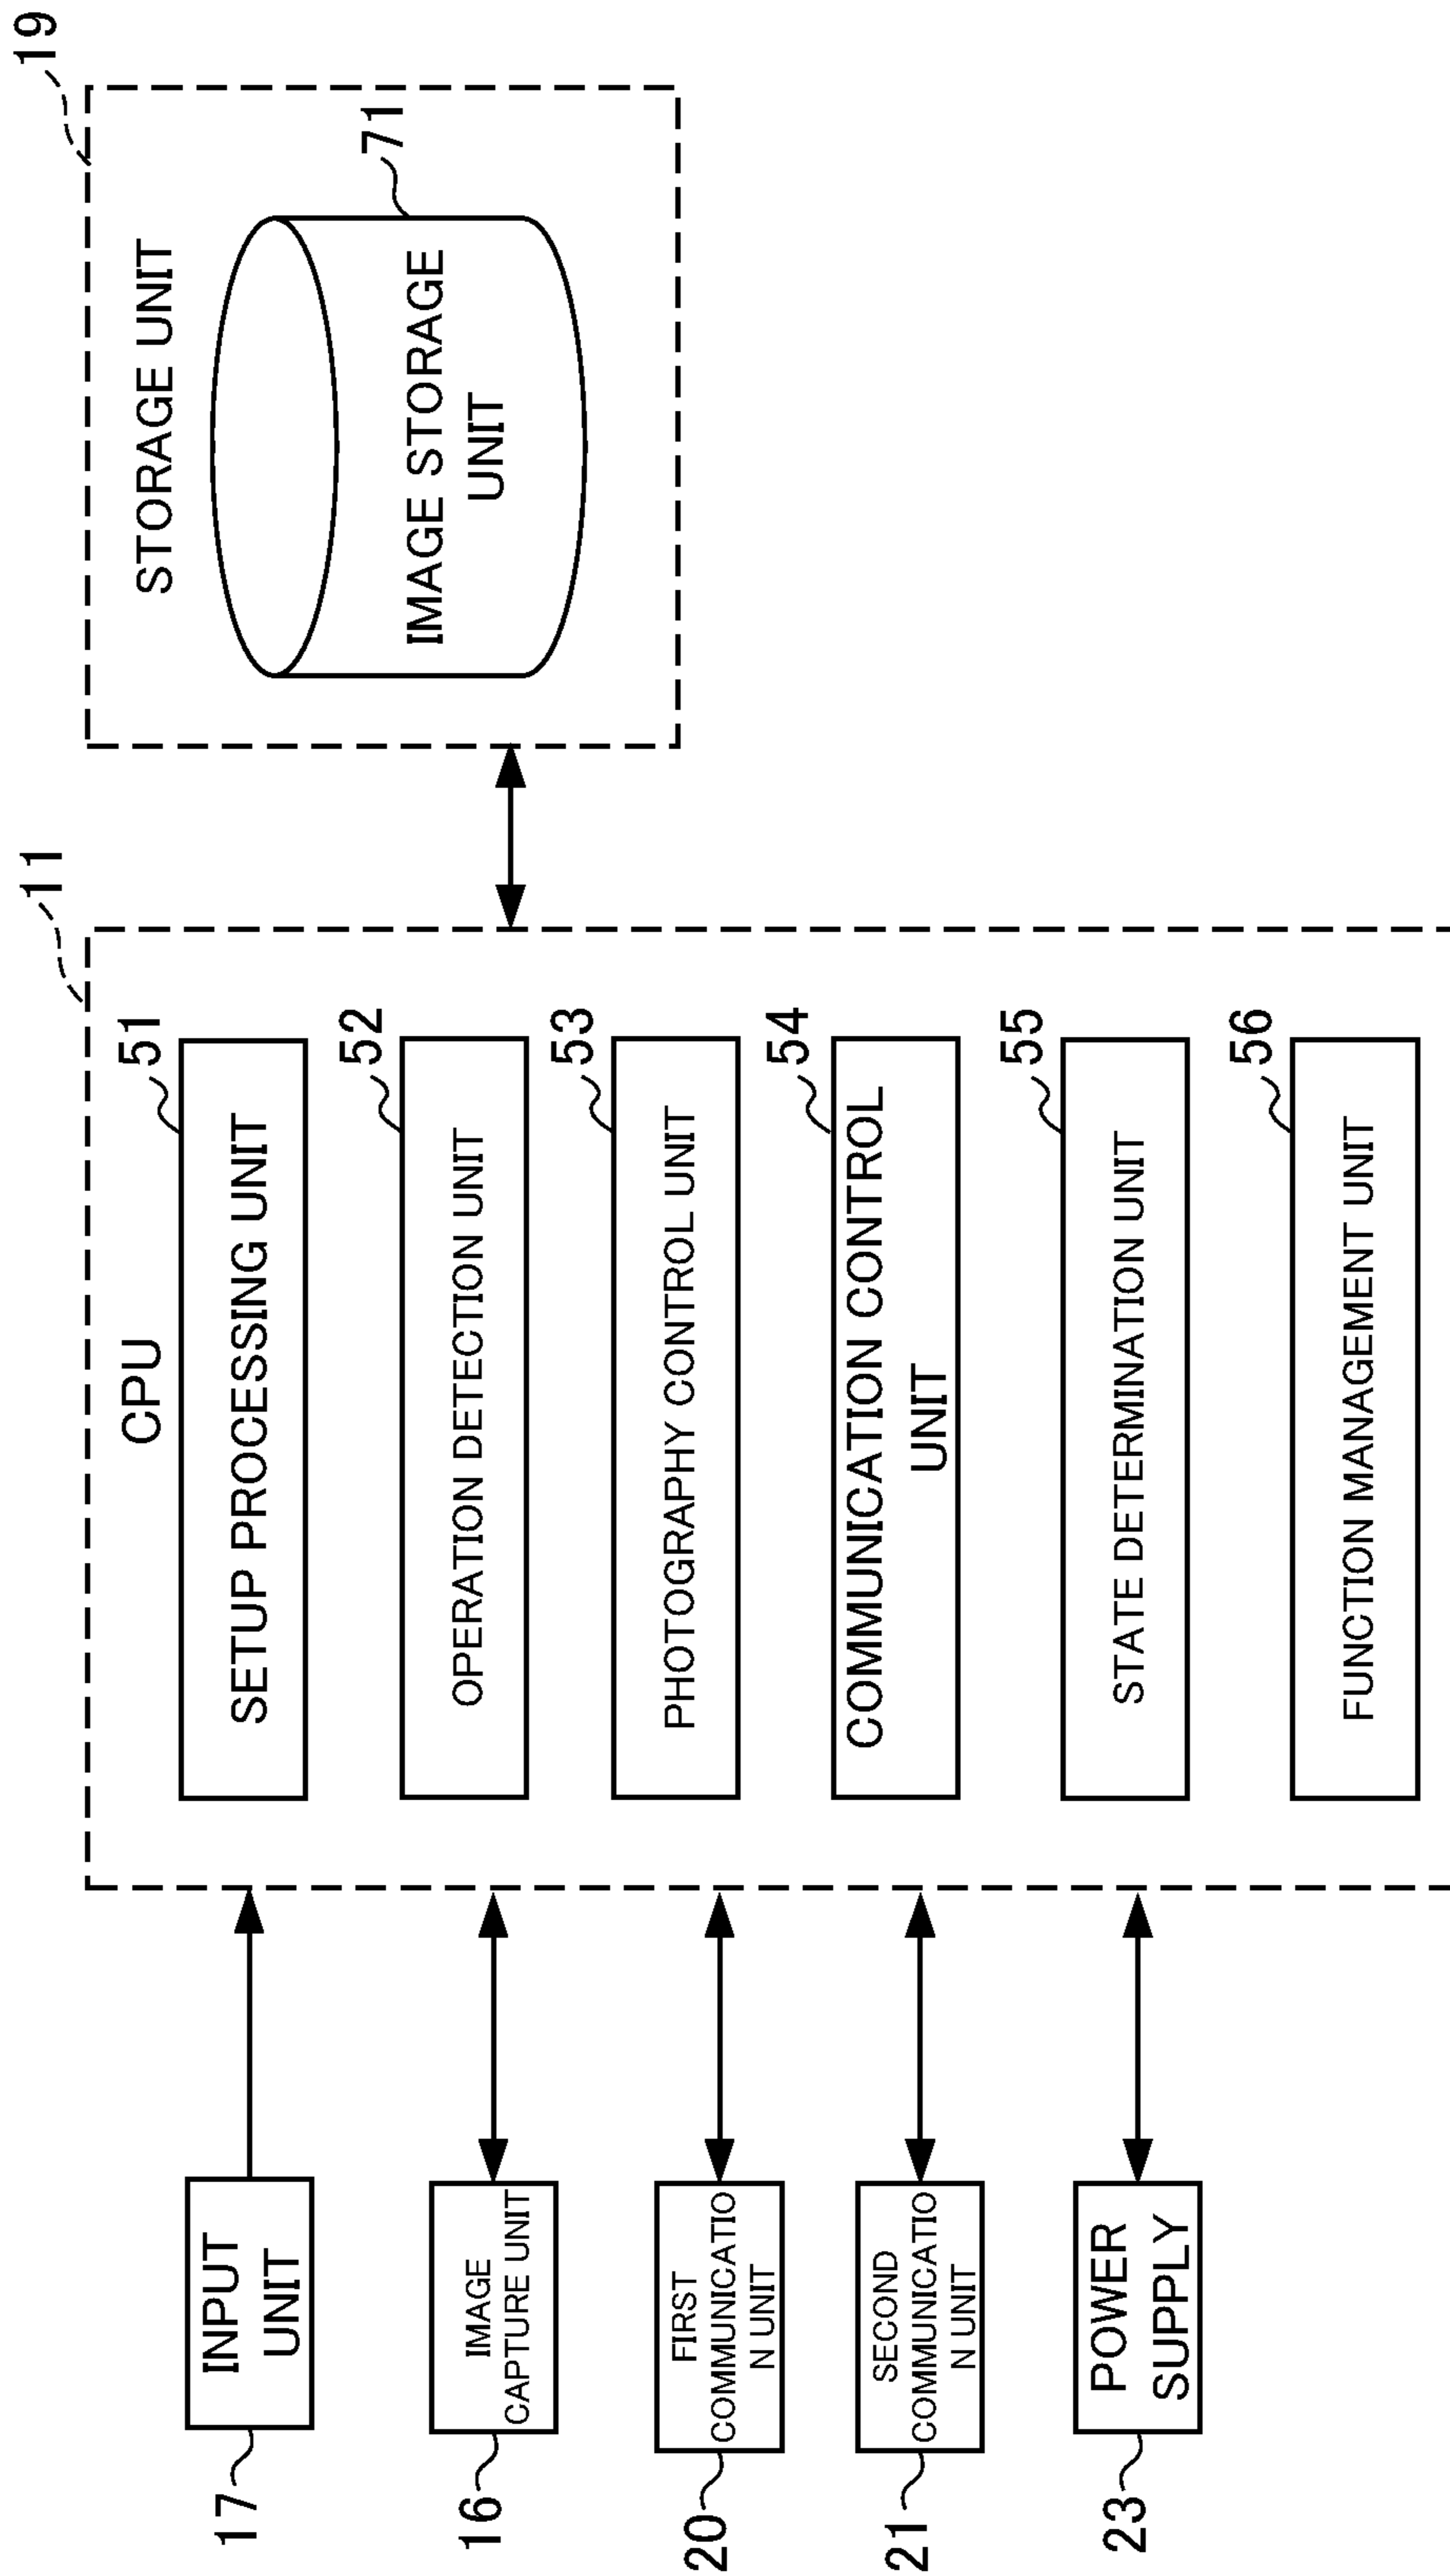 17
INPUT
UNIT
16
IMAGE
CAPTURE UNIT
20
FIRST
COMMUNICATIO
N UNIT
21
SECOND
COMMUNICATIO
N UNIT
23
POWER
SUPPLY
11
CPU
51
SETUP PROCESSING UNIT
52
OPERATION DETECTION UNIT
53
PHOTOGRAPHY CONTROL UNIT
54
COMMUNICATION CONTROL
UNIT
55
STATE DETERMINATION UNIT
56
FUNCTION MANAGEMENT UNIT
19
STORAGE UNIT
71
IMAGE STORAGE
UNIT